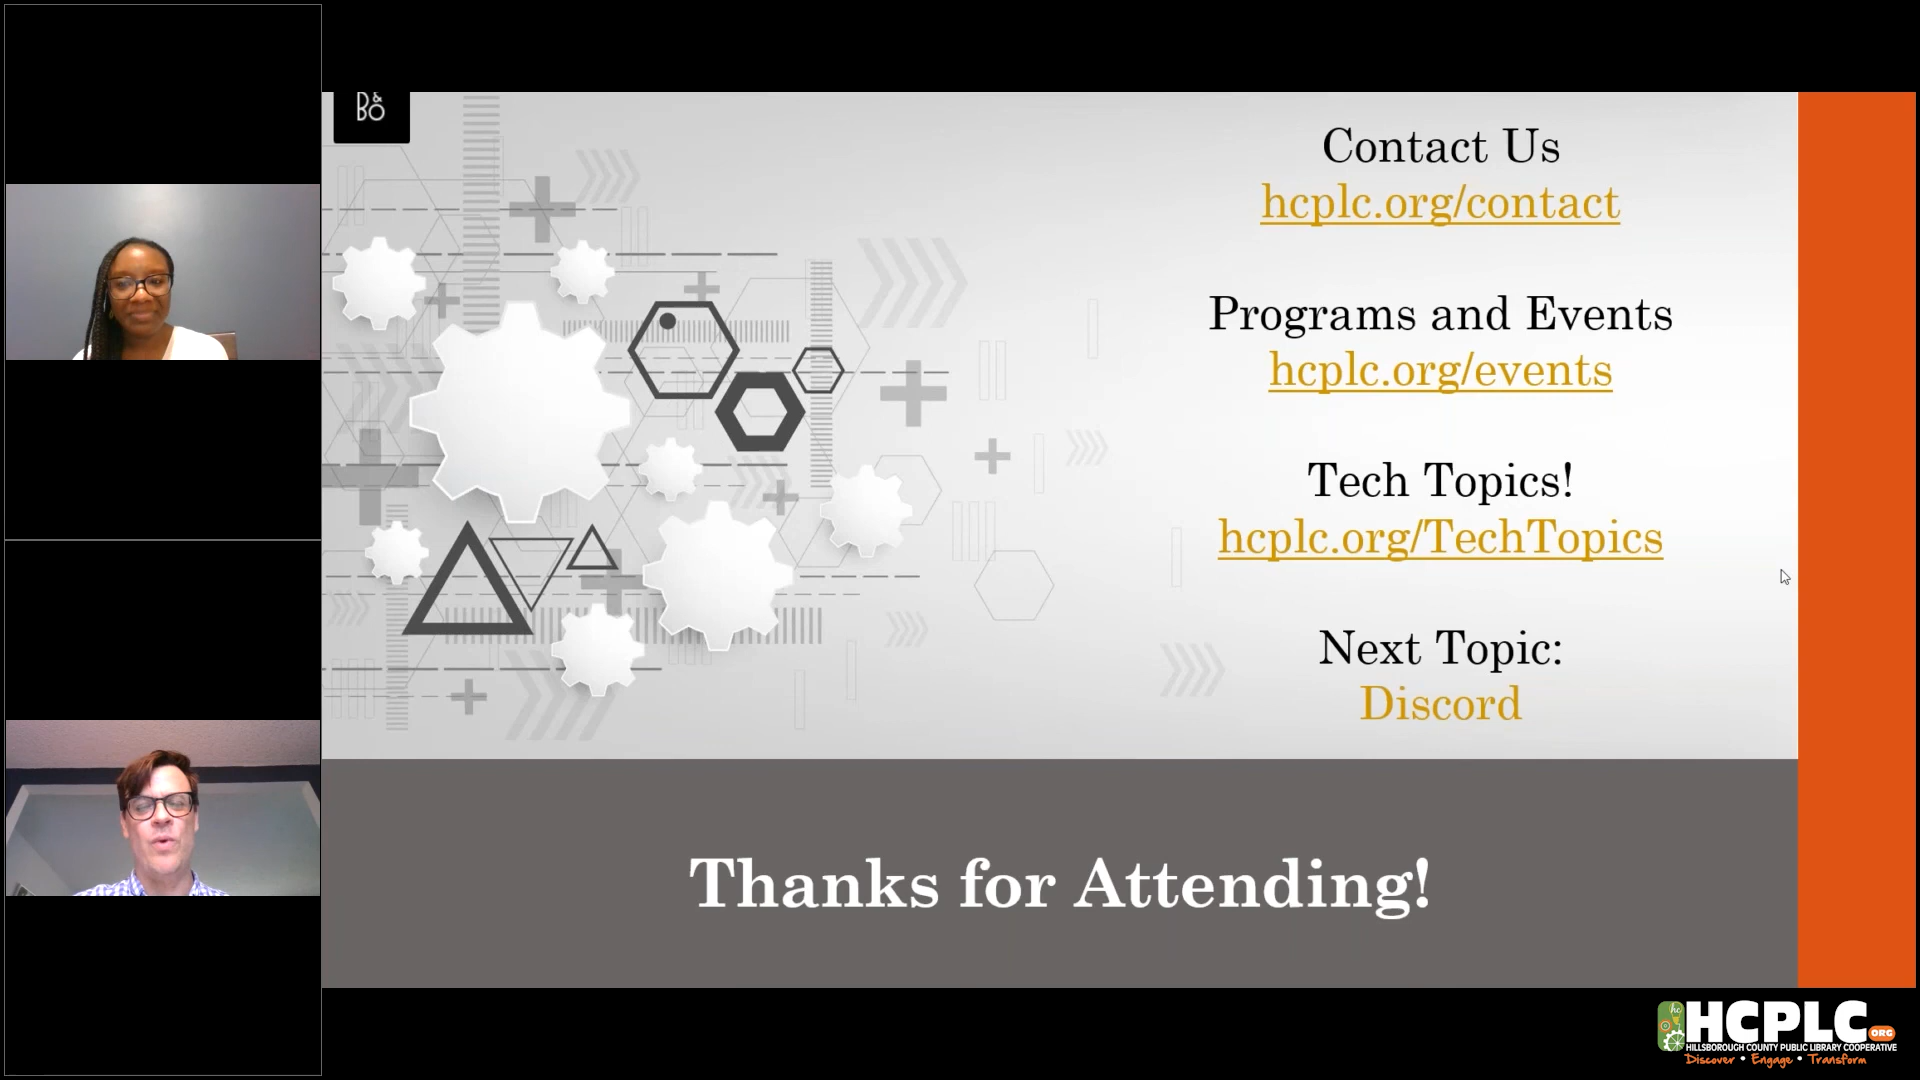 B&O
Contact Us
hcplc.org/contact
Programs and Events
hcplc.org/events
Tech Topics!
hcplc.org/TechTopics
Next Topic:
Discord
Thanks for Attending!
hc
HCPLC.ORG
HILLSBOROUGH COUNTY PUBLIC LIBRARY COOPERATIVE
Discover • Engage • Transform